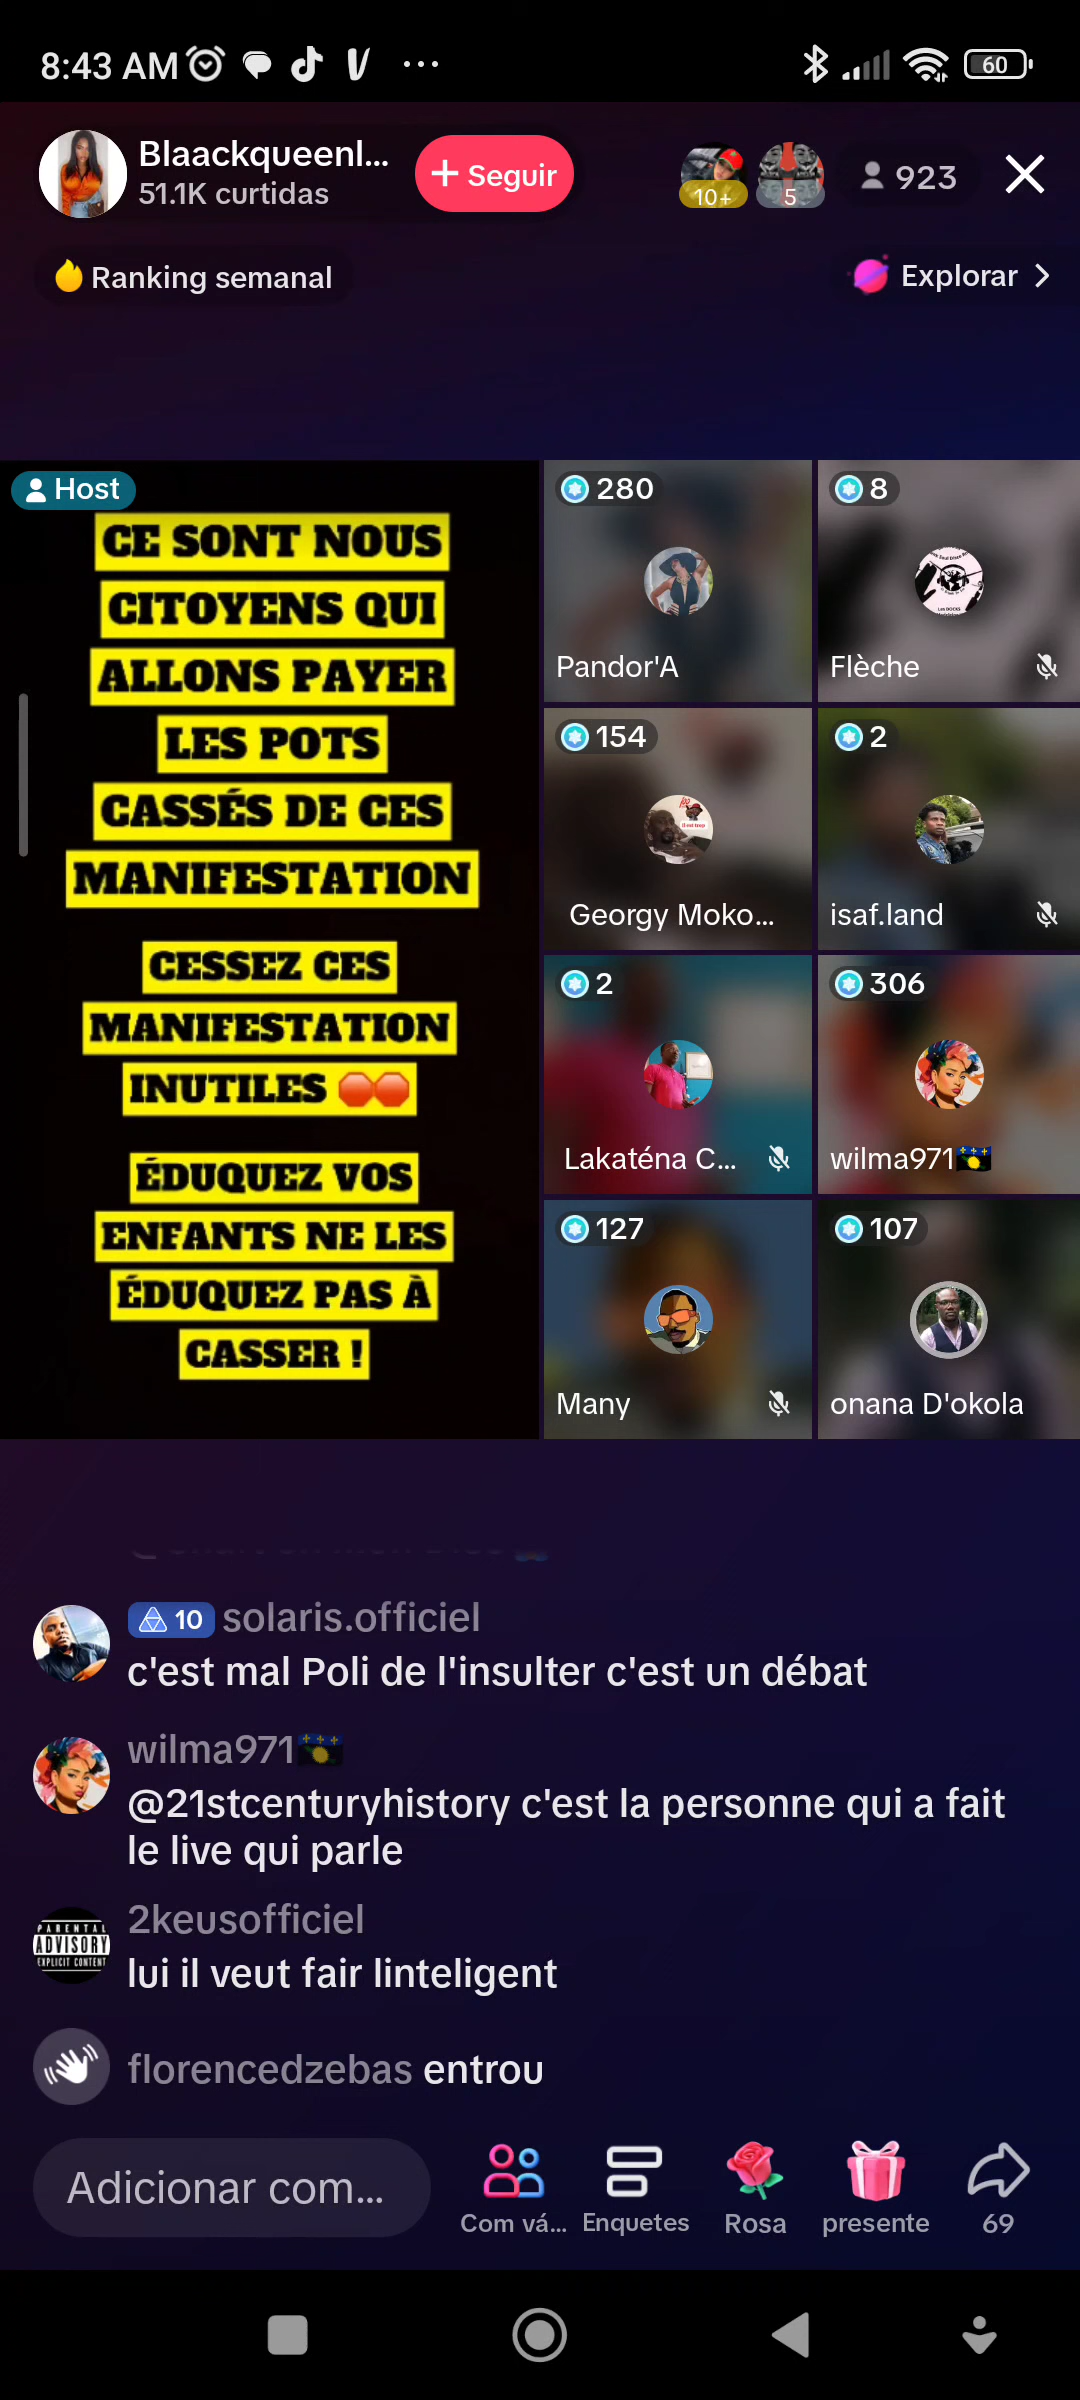 8:43 AM
60
Blaackqueenl...
51.1K curtidas
+ Seguir
10+
5
923
Ranking semanal
Explorar
Host
CE SONT NOUS
CITOYENS QUI
ALLONS PAYER
LES POTS
CASSÉS DE CES
MANIFESTATION
CESSEZ CES
MANIFESTATION
INUTILES 🛑🛑
ÉDUQUEZ VOS
ENFANTS NE LES
ÉDUQUEZ PAS À
CASSER !
280
Pandor'A
8
Flèche
154
Georgy Moko...
2
isaf.land
2
Lakaténa C...
306
wilma971
127
Many
107
onana D'okola
10 solaris.officiel
c'est mal Poli de l'insulter c'est un débat
wilma971
@21stcenturyhistory c'est la personne qui a fait
le live qui parle
PARENTAL
ADVISORY
EXPLICIT CONTENT
2keusofficiel
lui il veut fair linteligent
florencedzebas entrou
Adicionar com...
Com vá...
Enquetes
Rosa
presente
69